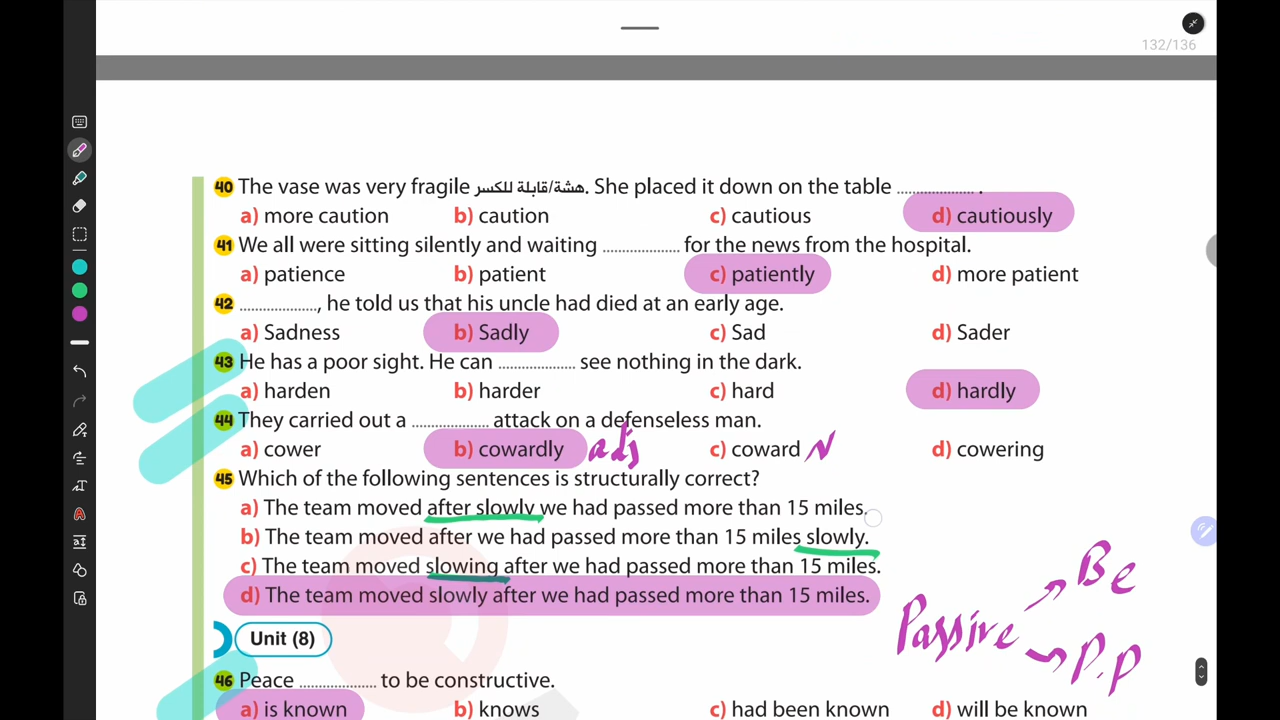 132/136
40 The vase was very fragile هشة/قابلة للكسر. She placed it down on the table .................... .
a) more caution b) caution c) cautious d) cautiously
41 We all were sitting silently and waiting .................... for the news from the hospital.
a) patience b) patient c) patiently d) more patient
42 ...................., he told us that his uncle had died at an early age.
a) Sadness b) Sadly c) Sad d) Sader
43 He has a poor sight. He can .................... see nothing in the dark.
a) harden b) harder c) hard d) hardly
44 They carried out a .................... attack on a defenseless man.
a) cower b) cowardly adj c) coward N d) cowering
45 Which of the following sentences is structurally correct?
a) The team moved after slowly we had passed more than 15 miles.
b) The team moved after we had passed more than 15 miles slowly.
c) The team moved slowing after we had passed more than 15 miles.
d) The team moved slowly after we had passed more than 15 miles.
Be
Passive
P.P
Unit (8)
46 Peace .................... to be constructive.
a) is known b) knows c) had been known d) will be known